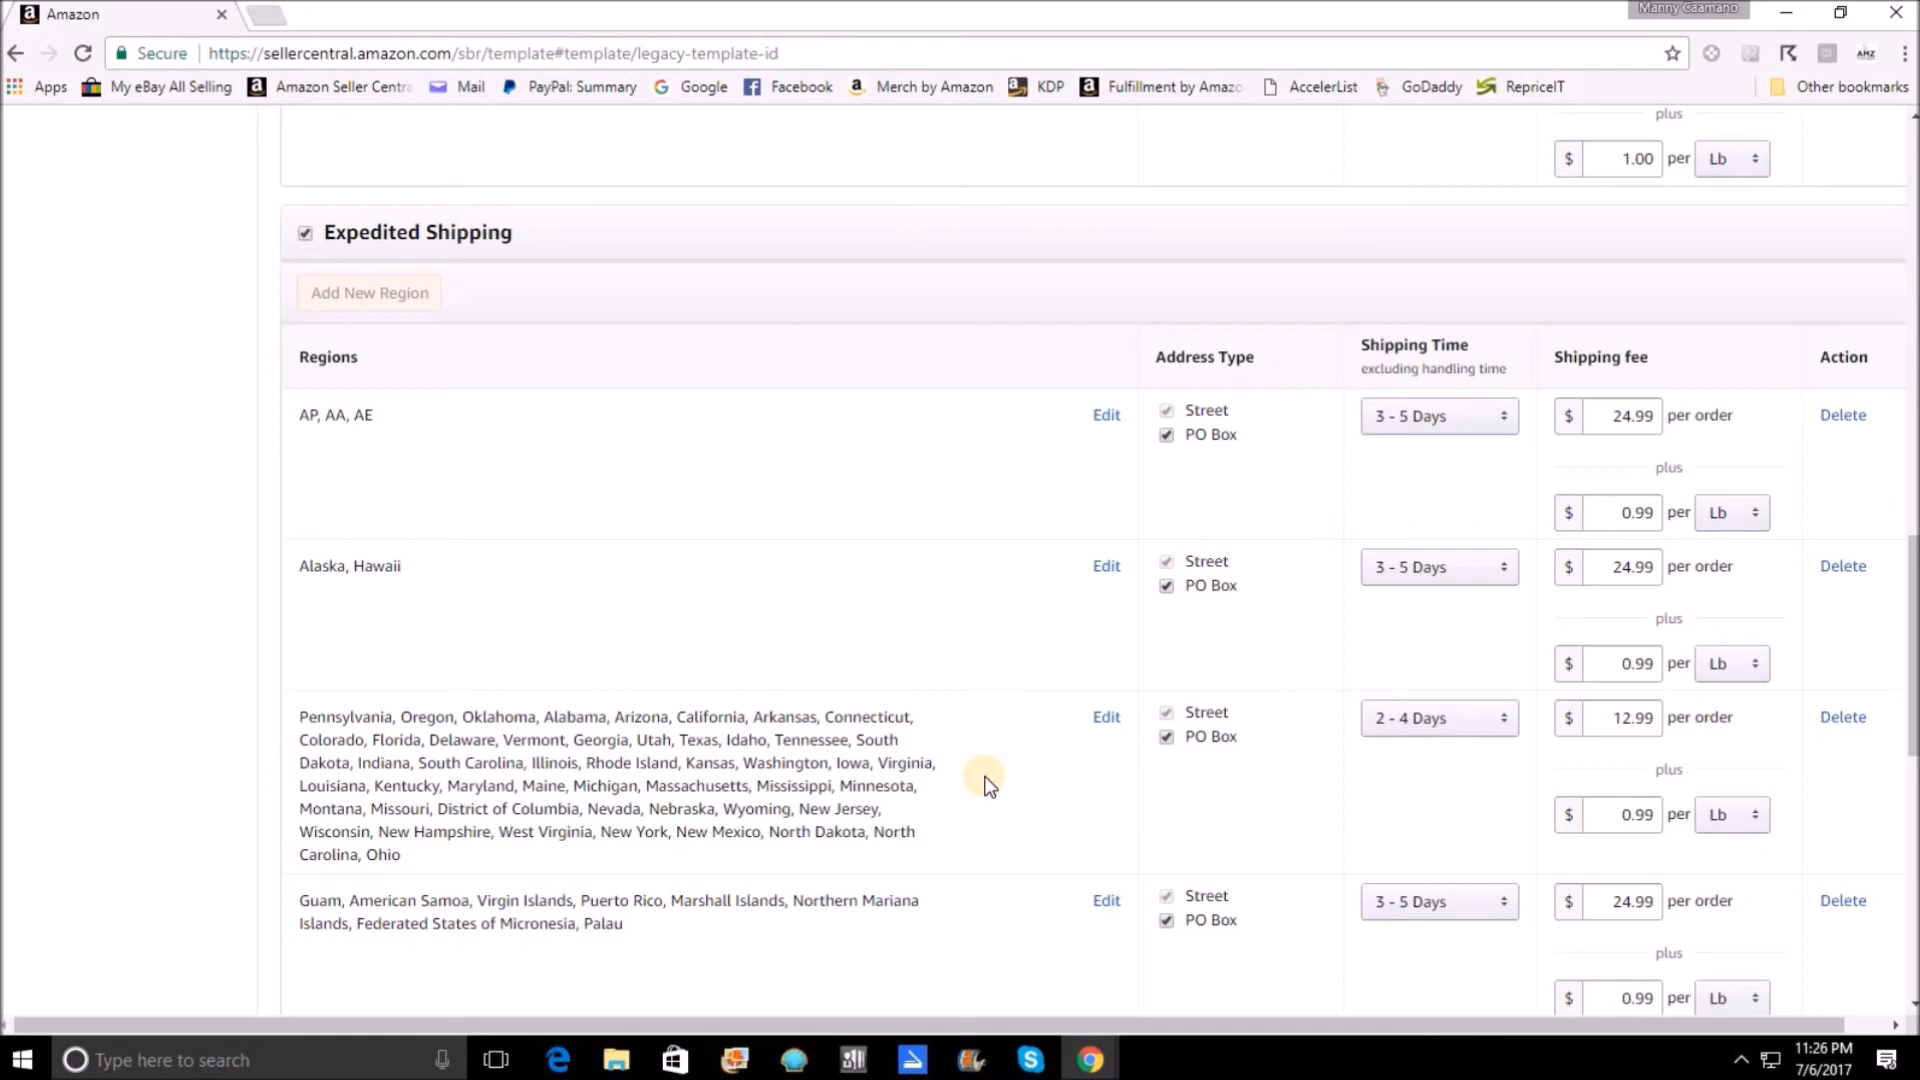 Amazon
Manny Caamano
Secure https://sellercentral.amazon.com/sbr/template#template/legacy-template-id
AMZ
Apps My eBay All Selling Amazon Seller Centra Mail PayPal: Summary Google Facebook Merch by Amazon KDP Fulfillment by Amazo AccelerList GoDaddy RepriceIT Other bookmarks
plus
$ 1.00 per Lb
Expedited Shipping
Add New Region
Regions Address Type Shipping Time Shipping fee Action
excluding handling time
AP, AA, AE Edit Street 3 - 5 Days $ 24.99 per order Delete
PO Box
plus
$ 0.99 per Lb
Alaska, Hawaii Edit Street 3 - 5 Days $ 24.99 per order Delete
PO Box
plus
$ 0.99 per Lb
Pennsylvania, Oregon, Oklahoma, Alabama, Arizona, California, Arkansas, Connecticut, Edit Street 2 - 4 Days $ 12.99 per order Delete
Colorado, Florida, Delaware, Vermont, Georgia, Utah, Texas, Idaho, Tennessee, South PO Box
Dakota, Indiana, South Carolina, Illinois, Rhode Island, Kansas, Washington, Iowa, Virginia, plus
Louisiana, Kentucky, Maryland, Maine, Michigan, Massachusetts, Mississippi, Minnesota,
Montana, Missouri, District of Columbia, Nevada, Nebraska, Wyoming, New Jersey, $ 0.99 per Lb
Wisconsin, New Hampshire, West Virginia, New York, New Mexico, North Dakota, North
Carolina, Ohio
Guam, American Samoa, Virgin Islands, Puerto Rico, Marshall Islands, Northern Mariana Edit Street 3 - 5 Days $ 24.99 per order Delete
Islands, Federated States of Micronesia, Palau PO Box
plus
$ 0.99 per Lb
Type here to search
11:26 PM
7/6/2017